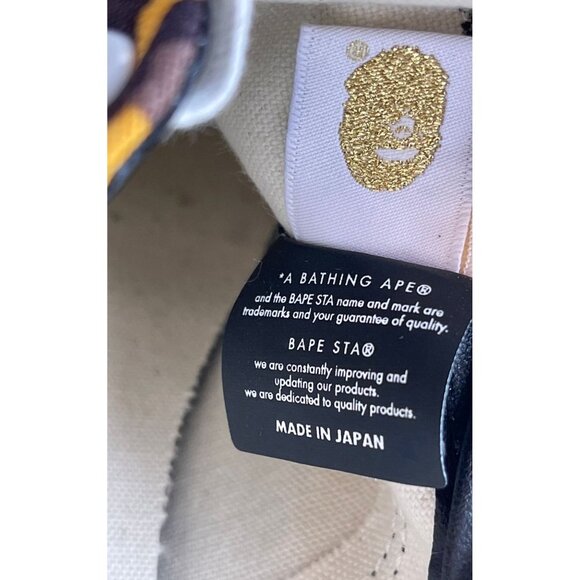 *A BATHING APE®
and the BAPE STA name and mark are
trademarks and your guarantee of quality.
BAPE STA®
we are constantly improving and
updating our products.
we are dedicated to quality products.
MADE IN JAPAN